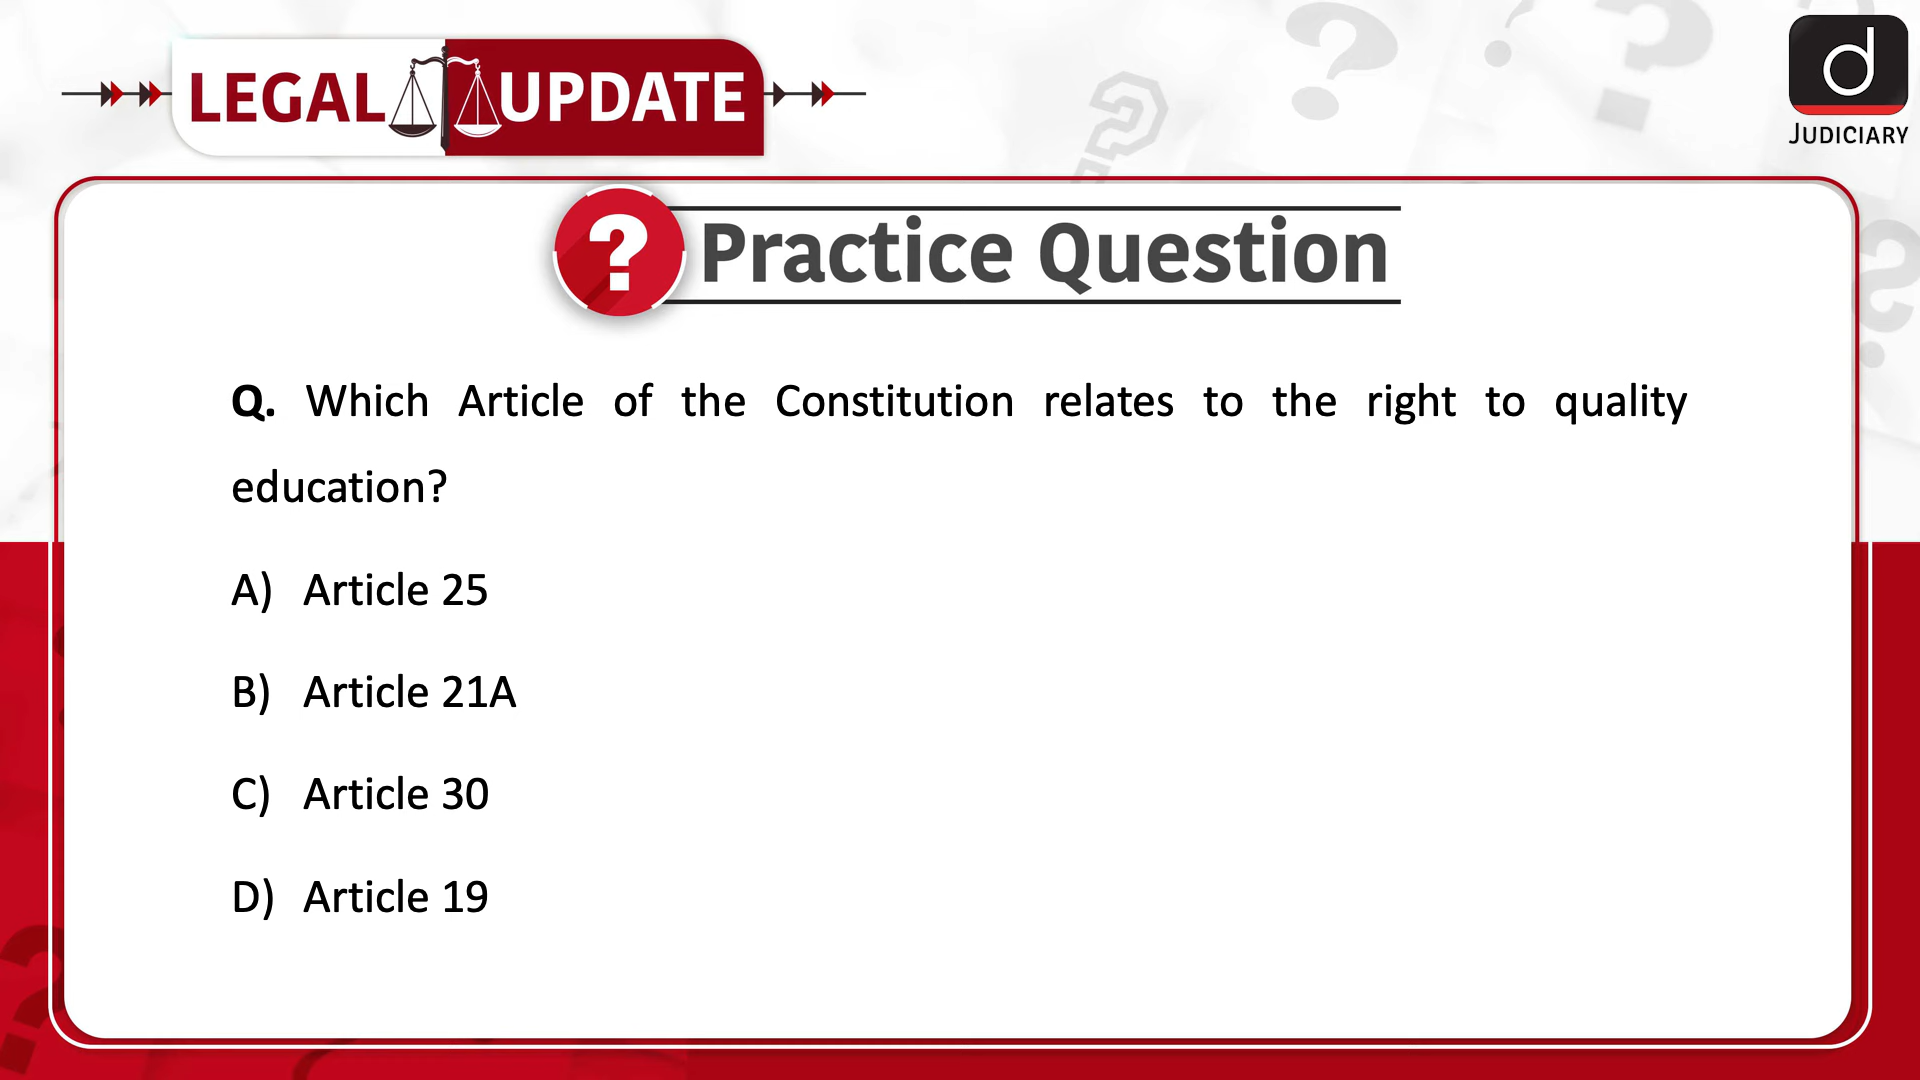 LEGAL UPDATE
d
JUDICIARY
? Practice Question
Q. Which Article of the Constitution relates to the right to quality
education?
A) Article 25
B) Article 21A
C) Article 30
D) Article 19